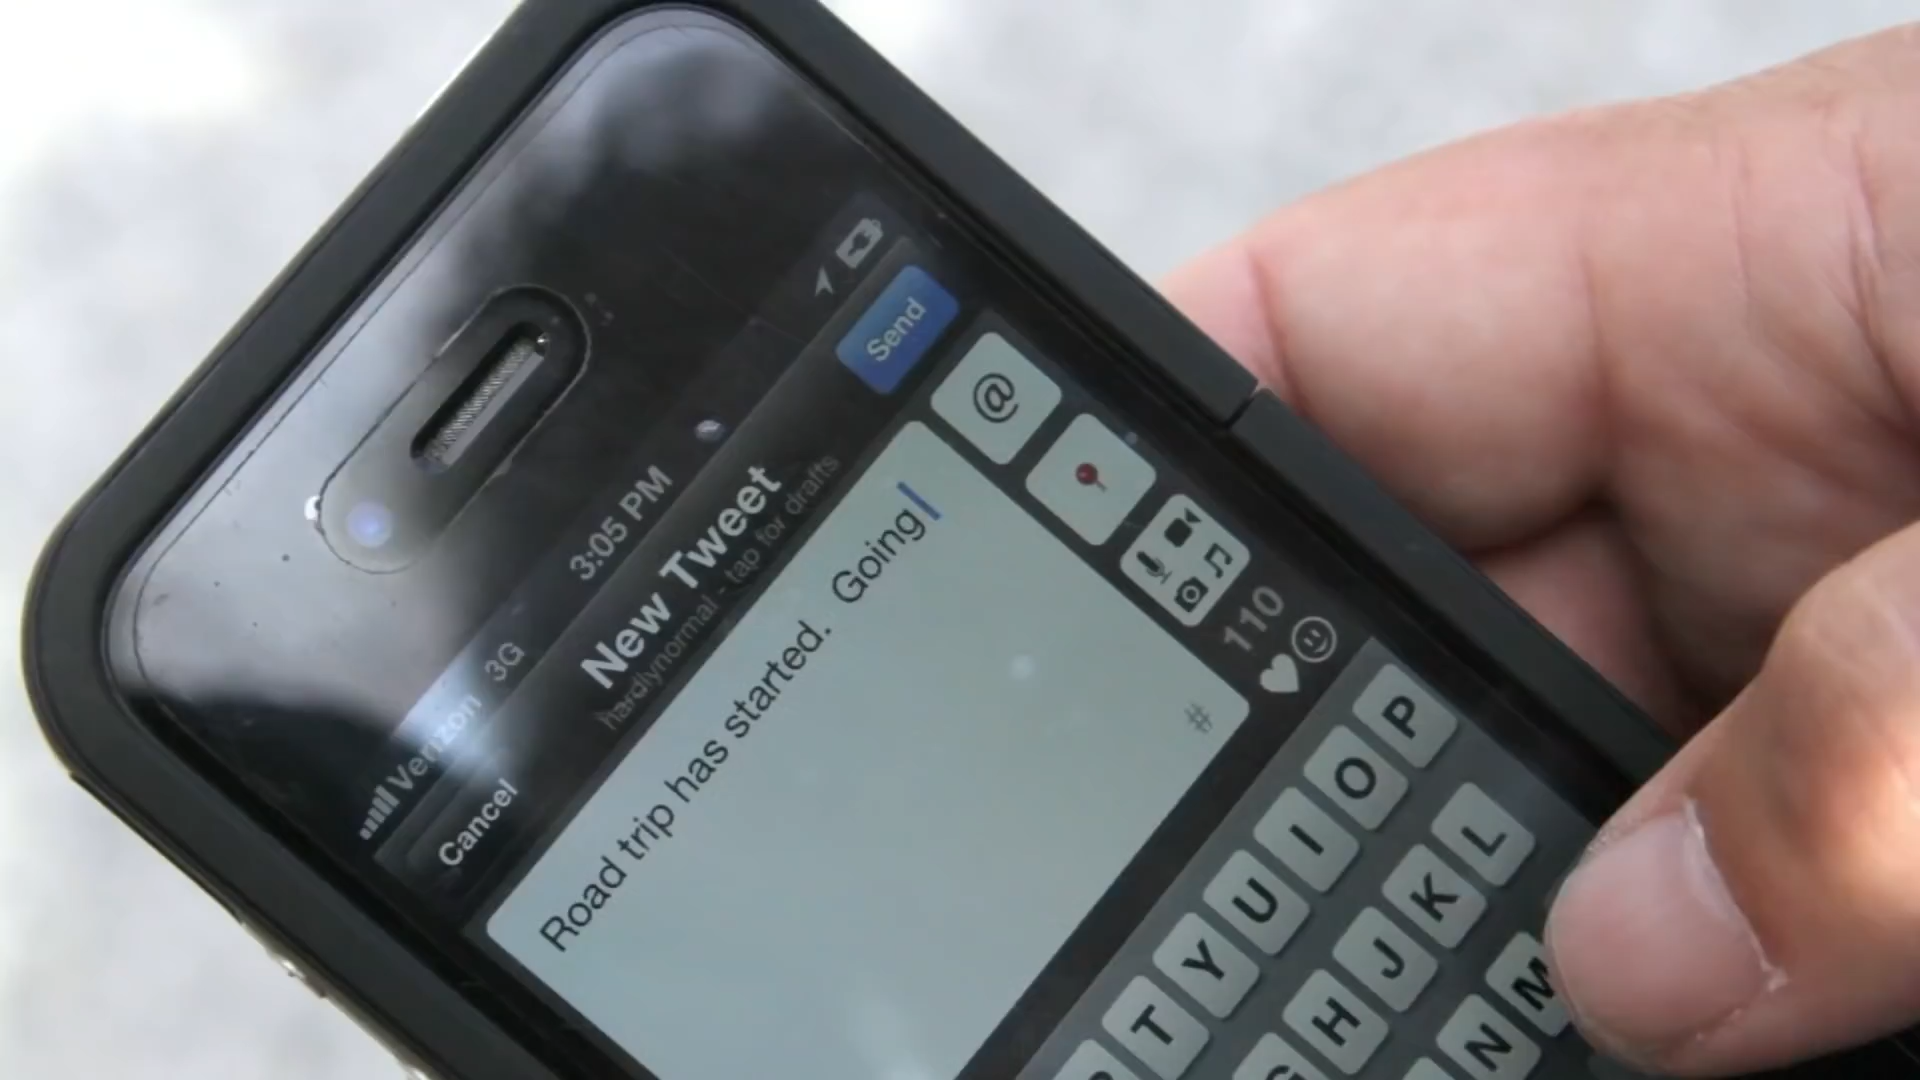 Verizon 3G 3:05 PM
Cancel New Tweet Send
hardlynormal - tap for drafts
Road trip has started.  Going
@
110
#
T Y U I O P
G H J K L
N M